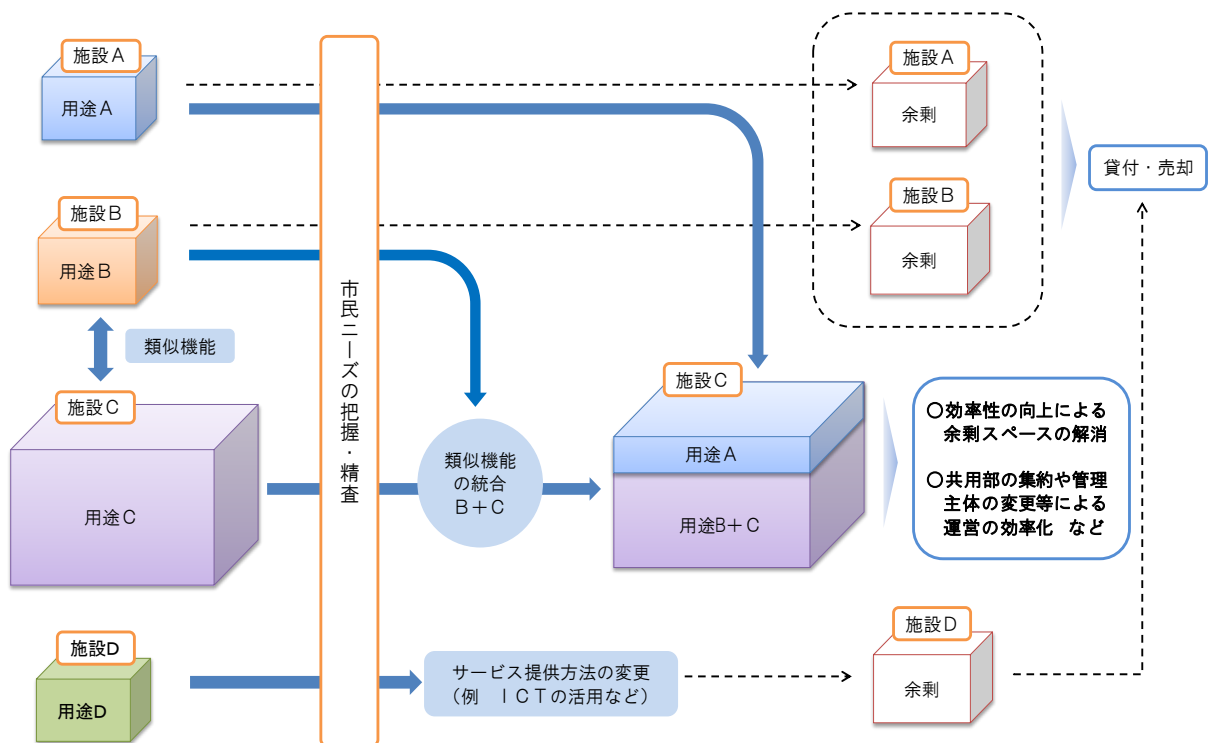 施設A
用途A
施設B
用途B
類似機能
施設C
用途C
施設D
用途D
市民ニーズの把握・精査
類似機能
の統合
B+C
サービス提供方法の変更
(例　ICTの活用など)
施設C
用途A
用途B+C
施設A
余剰
施設B
余剰
貸付・売却
○効率性の向上による
余剰スペースの解消
○共用部の集約や管理
主体の変更等による
運営の効率化　など
施設D
余剰